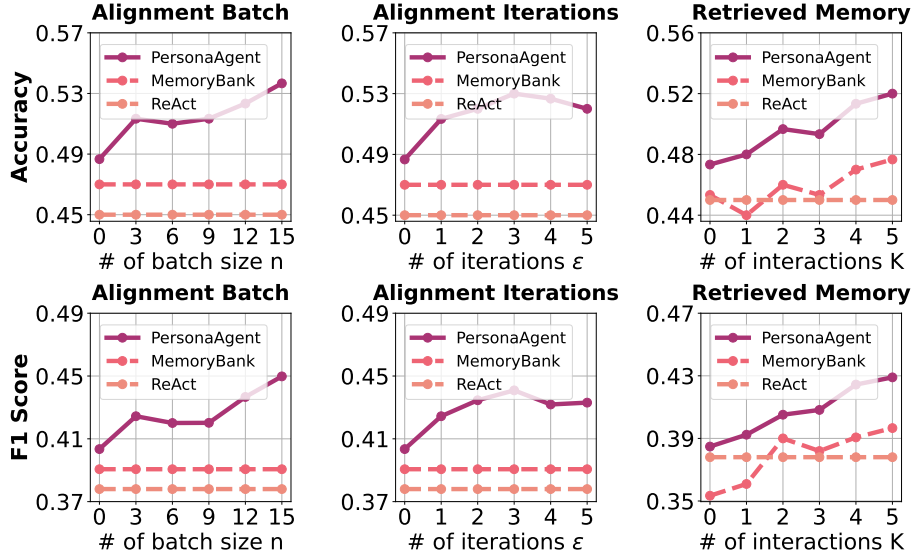 Alignment Batch
Alignment Iterations
Retrieved Memory
Accuracy
0.57
0.53
0.49
0.45
PersonaAgent
MemoryBank
ReAct
0 3 6 9 12 15
# of batch size n
0.57
0.53
0.49
0.45
PersonaAgent
MemoryBank
ReAct
0 1 2 3 4 5
# of iterations ε
0.56
0.52
0.48
0.44
PersonaAgent
MemoryBank
ReAct
0 1 2 3 4 5
# of interactions K
Alignment Batch
Alignment Iterations
Retrieved Memory
F1 Score
0.49
0.45
0.41
0.37
PersonaAgent
MemoryBank
ReAct
0 3 6 9 12 15
# of batch size n
0.49
0.45
0.41
0.37
PersonaAgent
MemoryBank
ReAct
0 1 2 3 4 5
# of iterations ε
0.47
0.43
0.39
0.35
PersonaAgent
MemoryBank
ReAct
0 1 2 3 4 5
# of interactions K